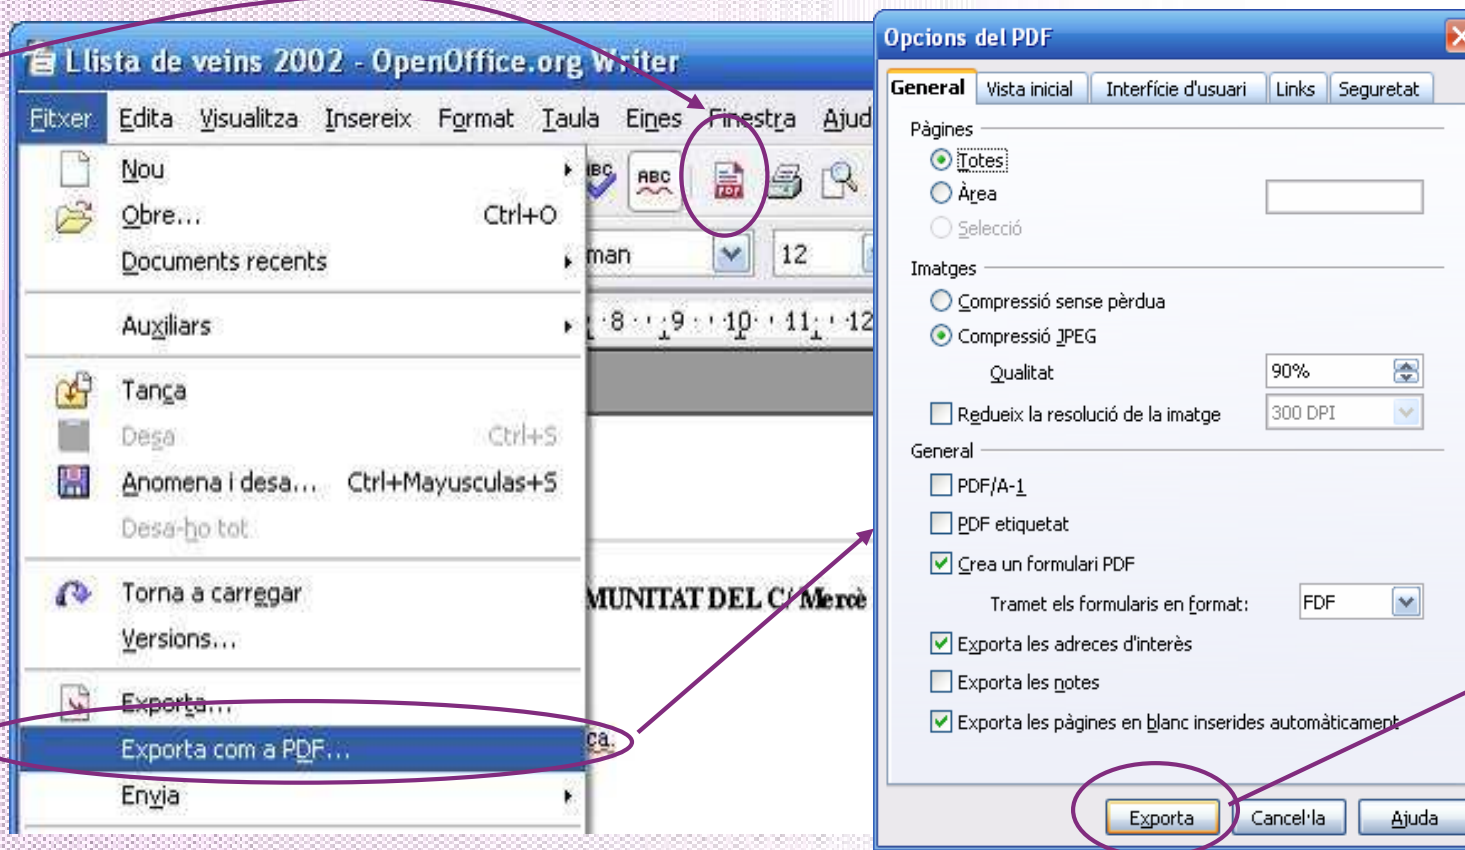 Llista de veins 2002 - OpenOffice.org Writer
Fitxer Edita Visualitza Insereix Format Taula Eines Finestra Ajud
Nou
Obre... Ctrl+O
Documents recents
Auxiliars
Tanca
Desa Ctrl+S
Anomena i desa... Ctrl+Mayusculas+S
Desa-ho tot
Torna a carregar
Versions...
Exporta...
Exporta com a PDF...
Envia
ABC
PDF
man 12
8 9 10 11 12
MUNITAT DEL C/ Mercè
ca.
Opcions del PDF
General Vista inicial Interfície d'usuari Links Seguretat
Pàgines
Totes
Àrea
Selecció
Imatges
Compressió sense pèrdua
Compressió JPEG
Qualitat 90%
Redueix la resolució de la imatge 300 DPI
General
PDF/A-1
PDF etiquetat
Crea un formulari PDF
Tramet els formularis en format: FDF
Exporta les adreces d'interès
Exporta les notes
Exporta les pàgines en blanc inserides automàticament
Exporta Cancel·la Ajuda